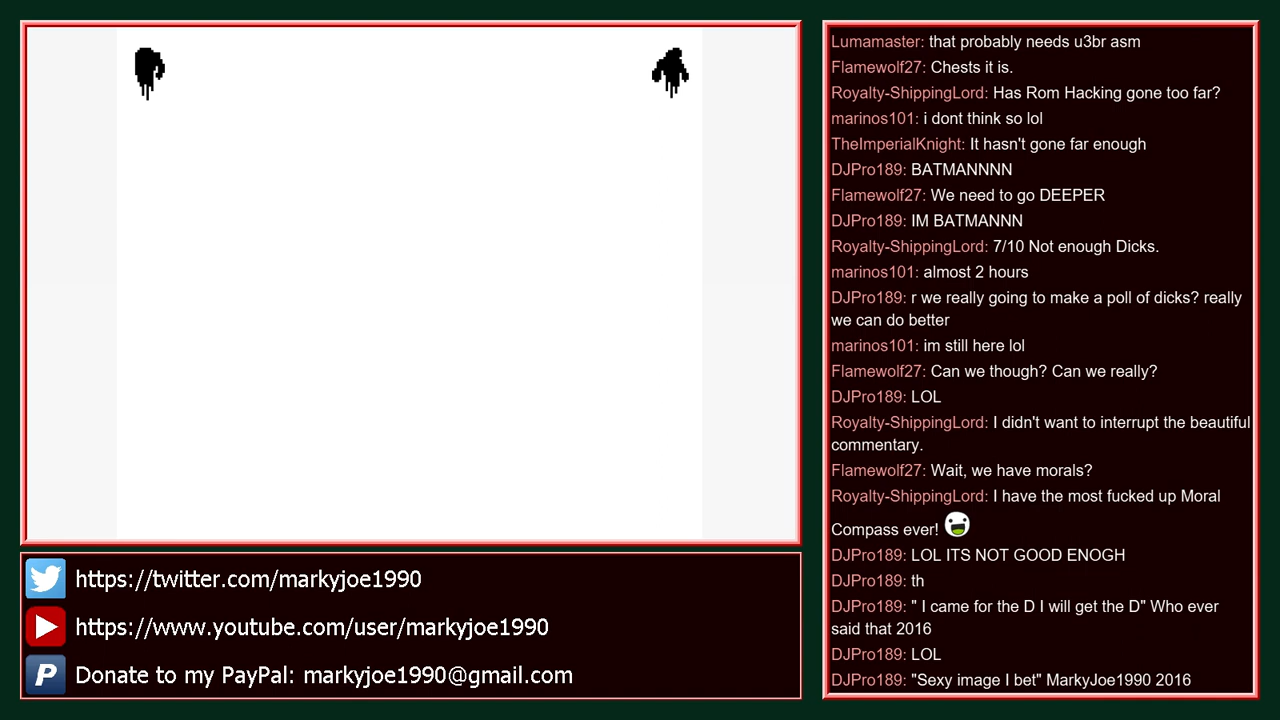 https://twitter.com/markyjoe1990
https://www.youtube.com/user/markyjoe1990
P Donate to my PayPal: markyjoe1990@gmail.com
Lumamaster: that probably needs u3br asm
Flamewolf27: Chests it is.
Royalty-ShippingLord: Has Rom Hacking gone too far?
marinos101: i dont think so lol
TheImperialKnight: It hasn't gone far enough
DJPro189: BATMANNNN
Flamewolf27: We need to go DEEPER
DJPro189: IM BATMANNN
Royalty-ShippingLord: 7/10 Not enough Dicks.
marinos101: almost 2 hours
DJPro189: r we really going to make a poll of dicks? really
we can do better
marinos101: im still here lol
Flamewolf27: Can we though? Can we really?
DJPro189: LOL
Royalty-ShippingLord: I didn't want to interrupt the beautiful
commentary.
Flamewolf27: Wait, we have morals?
Royalty-ShippingLord: I have the most fucked up Moral
Compass ever!
DJPro189: LOL ITS NOT GOOD ENOGH
DJPro189: th
DJPro189: " I came for the D I will get the D" Who ever
said that 2016
DJPro189: LOL
DJPro189: "Sexy image I bet" MarkyJoe1990 2016